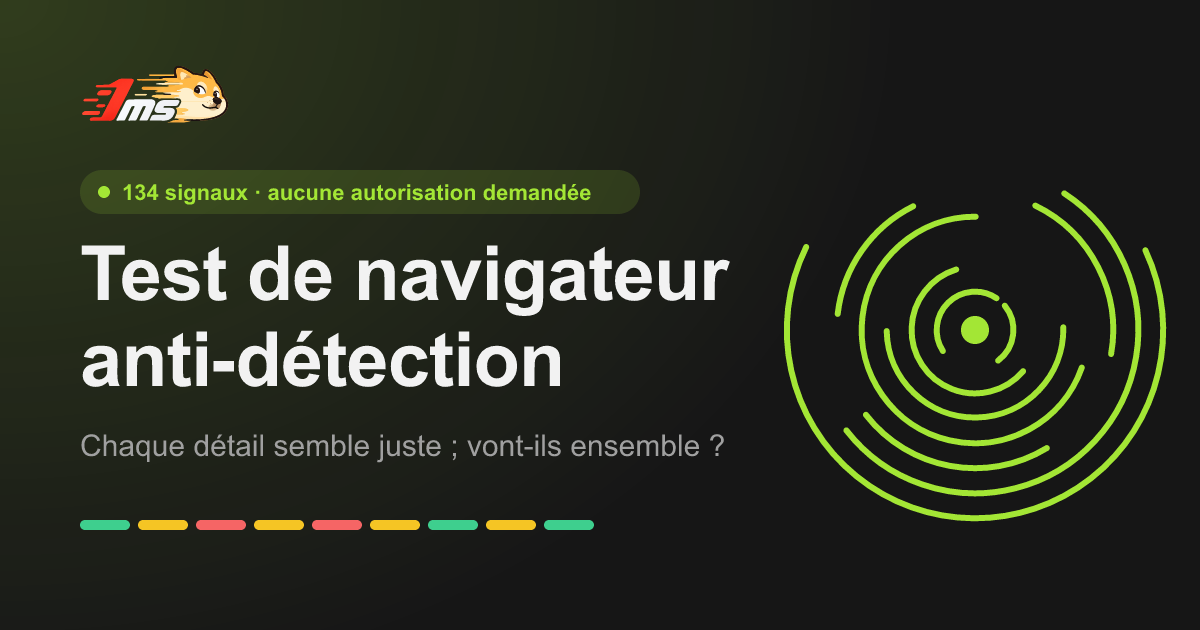 1ms
134 signaux · aucune autorisation demandée
Test de navigateur
anti-détection
Chaque détail semble juste ; vont-ils ensemble ?